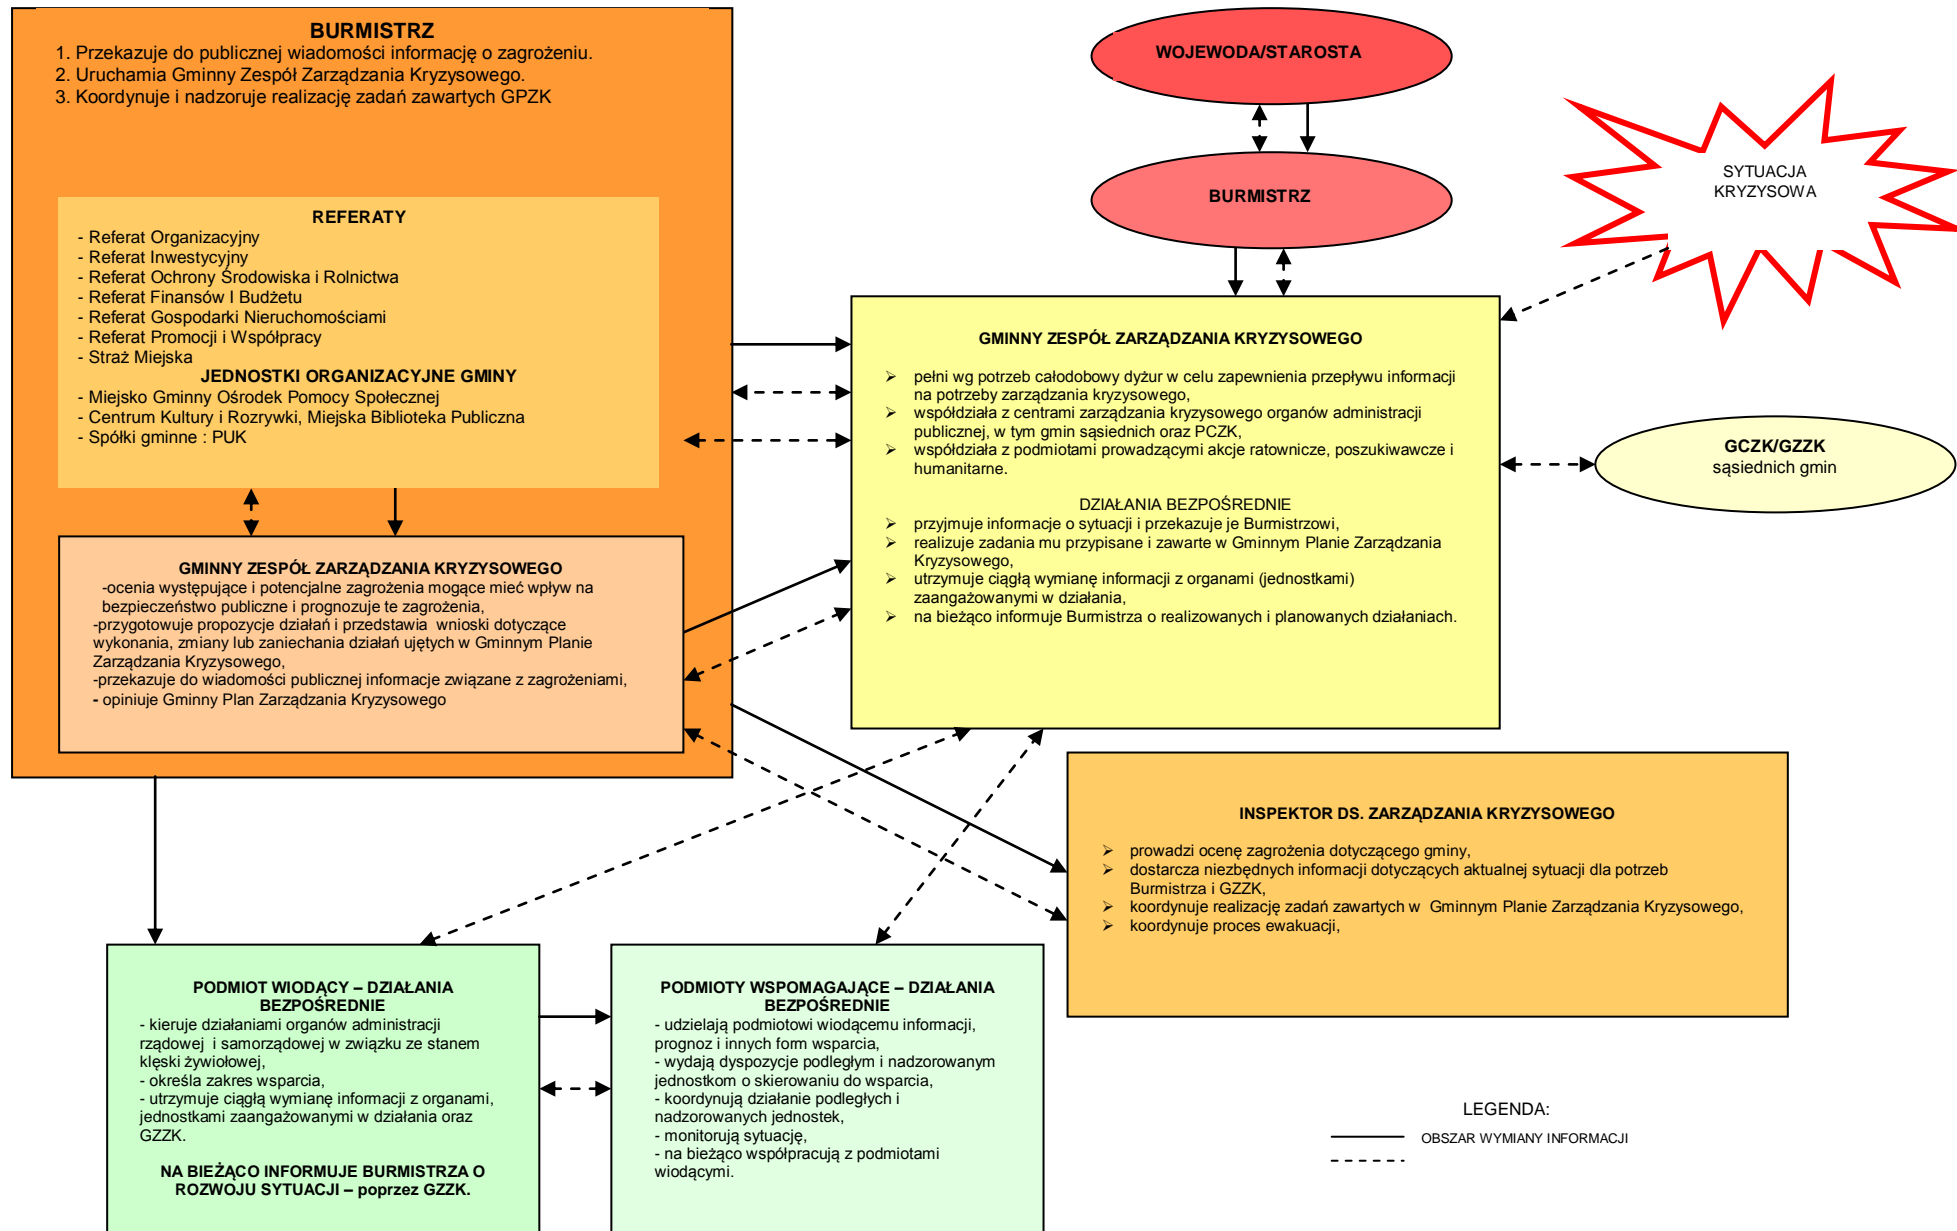 BURMISTRZ
1. Przekazuje do publicznej wiadomości informację o zagrożeniu.
2. Uruchamia Gminny Zespół Zarządzania Kryzysowego.
3. Koordynuje i nadzoruje realizację zadań zawartych GPZK
REFERATY
- Referat Organizacyjny
- Referat Inwestycyjny
- Referat Ochrony Środowiska i Rolnictwa
- Referat Finansów I Budżetu
- Referat Gospodarki Nieruchomościami
- Referat Promocji i Współpracy
- Straż Miejska
JEDNOSTKI ORGANIZACYJNE GMINY
- Miejsko Gminny Ośrodek Pomocy Społecznej
- Centrum Kultury i Rozrywki, Miejska Biblioteka Publiczna
- Spółki gminne : PUK
GMINNY ZESPÓŁ ZARZĄDZANIA KRYZYSOWEGO
-ocenia występujące i potencjalne zagrożenia mogące mieć wpływ na
bezpieczeństwo publiczne i prognozuje te zagrożenia,
-przygotowuje propozycje działań i przedstawia wnioski dotyczące
wykonania, zmiany lub zaniechania działań ujętych w Gminnym Planie
Zarządzania Kryzysowego,
-przekazuje do wiadomości publicznej informacje związane z zagrożeniami,
- opiniuje Gminny Plan Zarządzania Kryzysowego
WOJEWODA/STAROSTA
BURMISTRZ
SYTUACJA
KRYZYSOWA
GMINNY ZESPÓŁ ZARZĄDZANIA KRYZYSOWEGO
➢ pełni wg potrzeb całodobowy dyżur w celu zapewnienia przepływu informacji
na potrzeby zarządzania kryzysowego,
➢ współdziała z centrami zarządzania kryzysowego organów administracji
publicznej, w tym gmin sąsiednich oraz PCZK,
➢ współdziała z podmiotami prowadzącymi akcje ratownicze, poszukiwawcze i
humanitarne.
DZIAŁANIA BEZPOŚREDNIE
➢ przyjmuje informacje o sytuacji i przekazuje je Burmistrzowi,
➢ realizuje zadania mu przypisane i zawarte w Gminnym Planie Zarządzania
Kryzysowego,
➢ utrzymuje ciągłą wymianę informacji z organami (jednostkami)
zaangażowanymi w działania,
➢ na bieżąco informuje Burmistrza o realizowanych i planowanych działaniach.
GCZK/GZZK
sąsiednich gmin
INSPEKTOR DS. ZARZĄDZANIA KRYZYSOWEGO
➢ prowadzi ocenę zagrożenia dotyczącego gminy,
➢ dostarcza niezbędnych informacji dotyczących aktualnej sytuacji dla potrzeb
Burmistrza i GZZK,
➢ koordynuje realizację zadań zawartych w Gminnym Planie Zarządzania Kryzysowego,
➢ koordynuje proces ewakuacji,
PODMIOT WIODĄCY – DZIAŁANIA
BEZPOŚREDNIE
- kieruje działaniami organów administracji
rządowej i samorządowej w związku ze stanem
klęski żywiołowej,
- określa zakres wsparcia,
- utrzymuje ciągłą wymianę informacji z organami,
jednostkami zaangażowanymi w działania oraz
GZZK.
NA BIEŻĄCO INFORMUJE BURMISTRZA O
ROZWOJU SYTUACJI – poprzez GZZK.
PODMIOTY WSPOMAGAJĄCE – DZIAŁANIA
BEZPOŚREDNIE
- udzielają podmiotowi wiodącemu informacji,
prognoz i innych form wsparcia,
- wydają dyspozycje podległym i nadzorowanym
jednostkom o skierowaniu do wsparcia,
- koordynują działanie podległych i
nadzorowanych jednostek,
- monitorują sytuację,
- na bieżąco współpracują z podmiotami
wiodącymi.
LEGENDA:
OBSZAR WYMIANY INFORMACJI